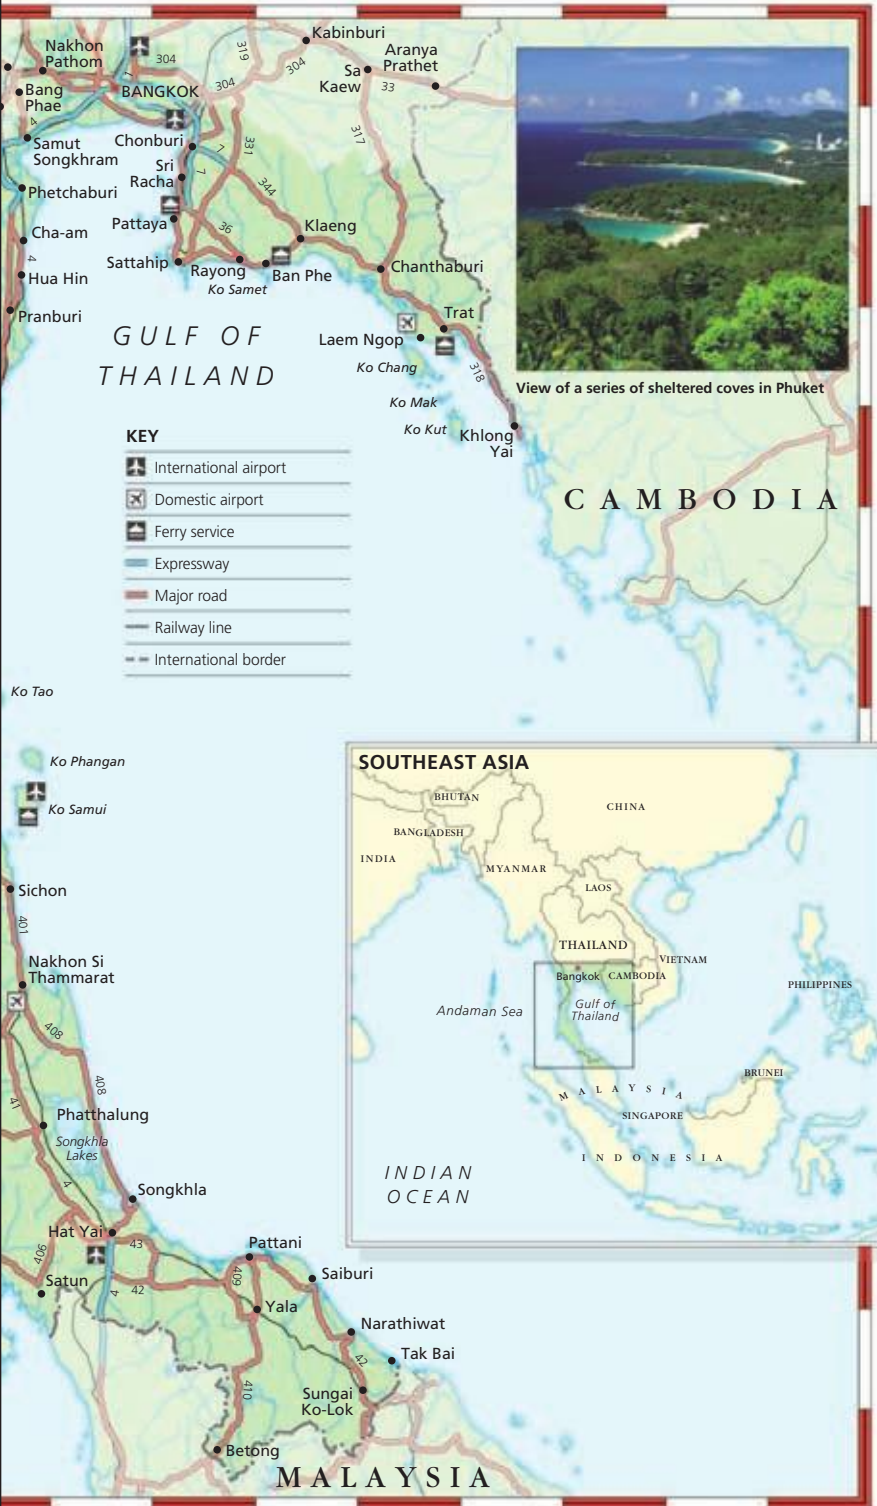 Nakhon
Pathom
304
319
Kabinburi
304
Aranya
Prathet
Sa
Kaew
33
304
1
BANGKOK
Bang
Phae
4
Samut
Songkhram
Chonburi
7
331
317
Sri
Racha
7
344
Phetchaburi
Pattaya
36
Klaeng
Cha-am
4
Sattahip
Rayong
Ban Phe
Chanthaburi
Hua Hin
Ko Samet
Pranburi
Trat
GULF OF
THAILAND
Laem Ngop
Ko Chang
318
Ko Mak
Ko Kut
Khlong
Yai
View of a series of sheltered coves in Phuket
CAMBODIA
KEY
International airport
Domestic airport
Ferry service
Expressway
Major road
Railway line
International border
Ko Tao
Ko Phangan
Ko Samui
Sichon
401
Nakhon Si
Thammarat
408
408
41
Phatthalung
Songkhla
Lakes
4
Songkhla
Hat Yai
43
406
Satun
4
42
Pattani
409
Saiburi
Yala
Narathiwat
42
Tak Bai
410
Sungai
Ko-Lok
Betong
MALAYSIA
SOUTHEAST ASIA
BHUTAN
CHINA
BANGLADESH
INDIA
MYANMAR
LAOS
THAILAND
VIETNAM
Bangkok
CAMBODIA
PHILIPPINES
Andaman Sea
Gulf of
Thailand
BRUNEI
MALAYSIA
SINGAPORE
INDONESIA
INDIAN
OCEAN